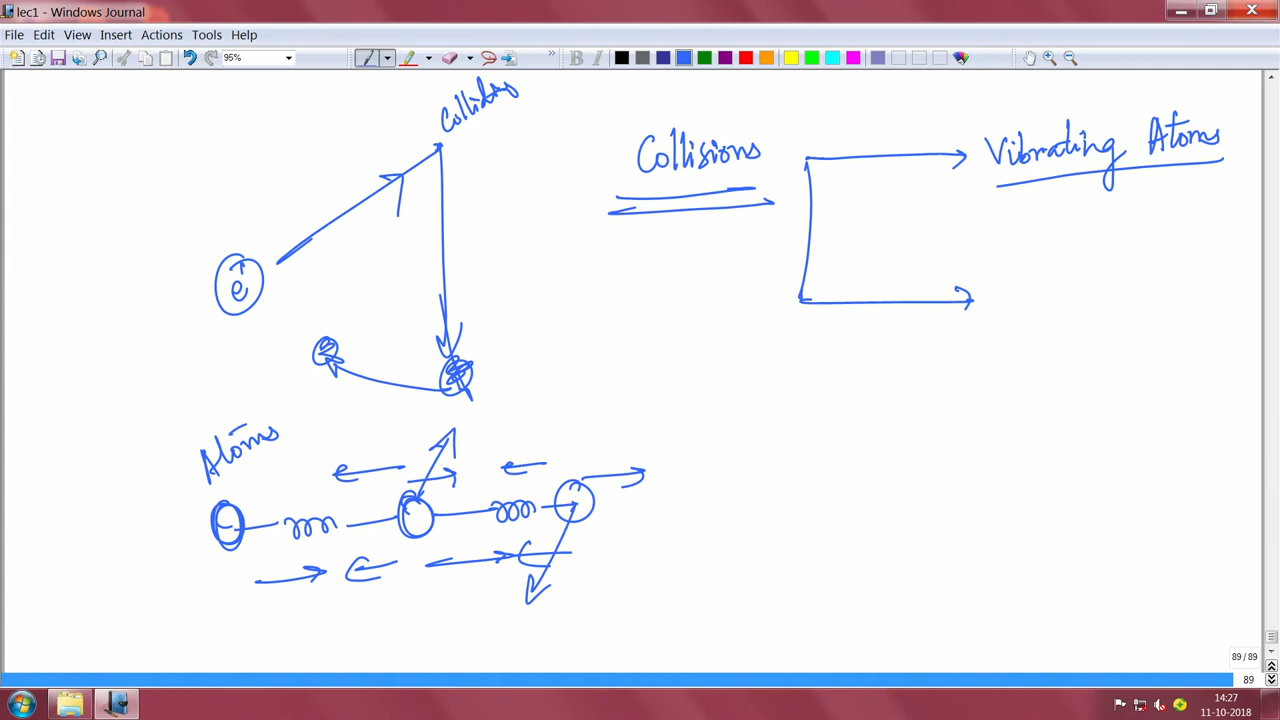 lec1 - Windows Journal
File Edit View Insert Actions Tools Help
95%
B I
Collisions
Vibrating Atoms
e
Atoms
89 / 89
89
14:27
11-10-2018